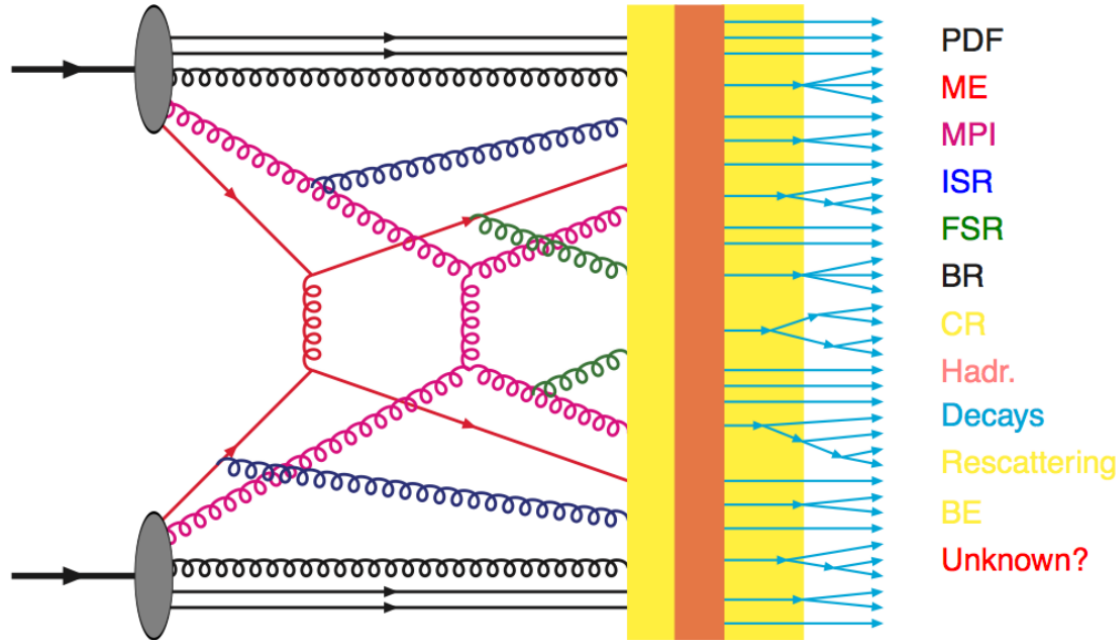 PDF
ME
MPI
ISR
FSR
BR
CR
Hadr.
Decays
Rescattering
BE
Unknown?